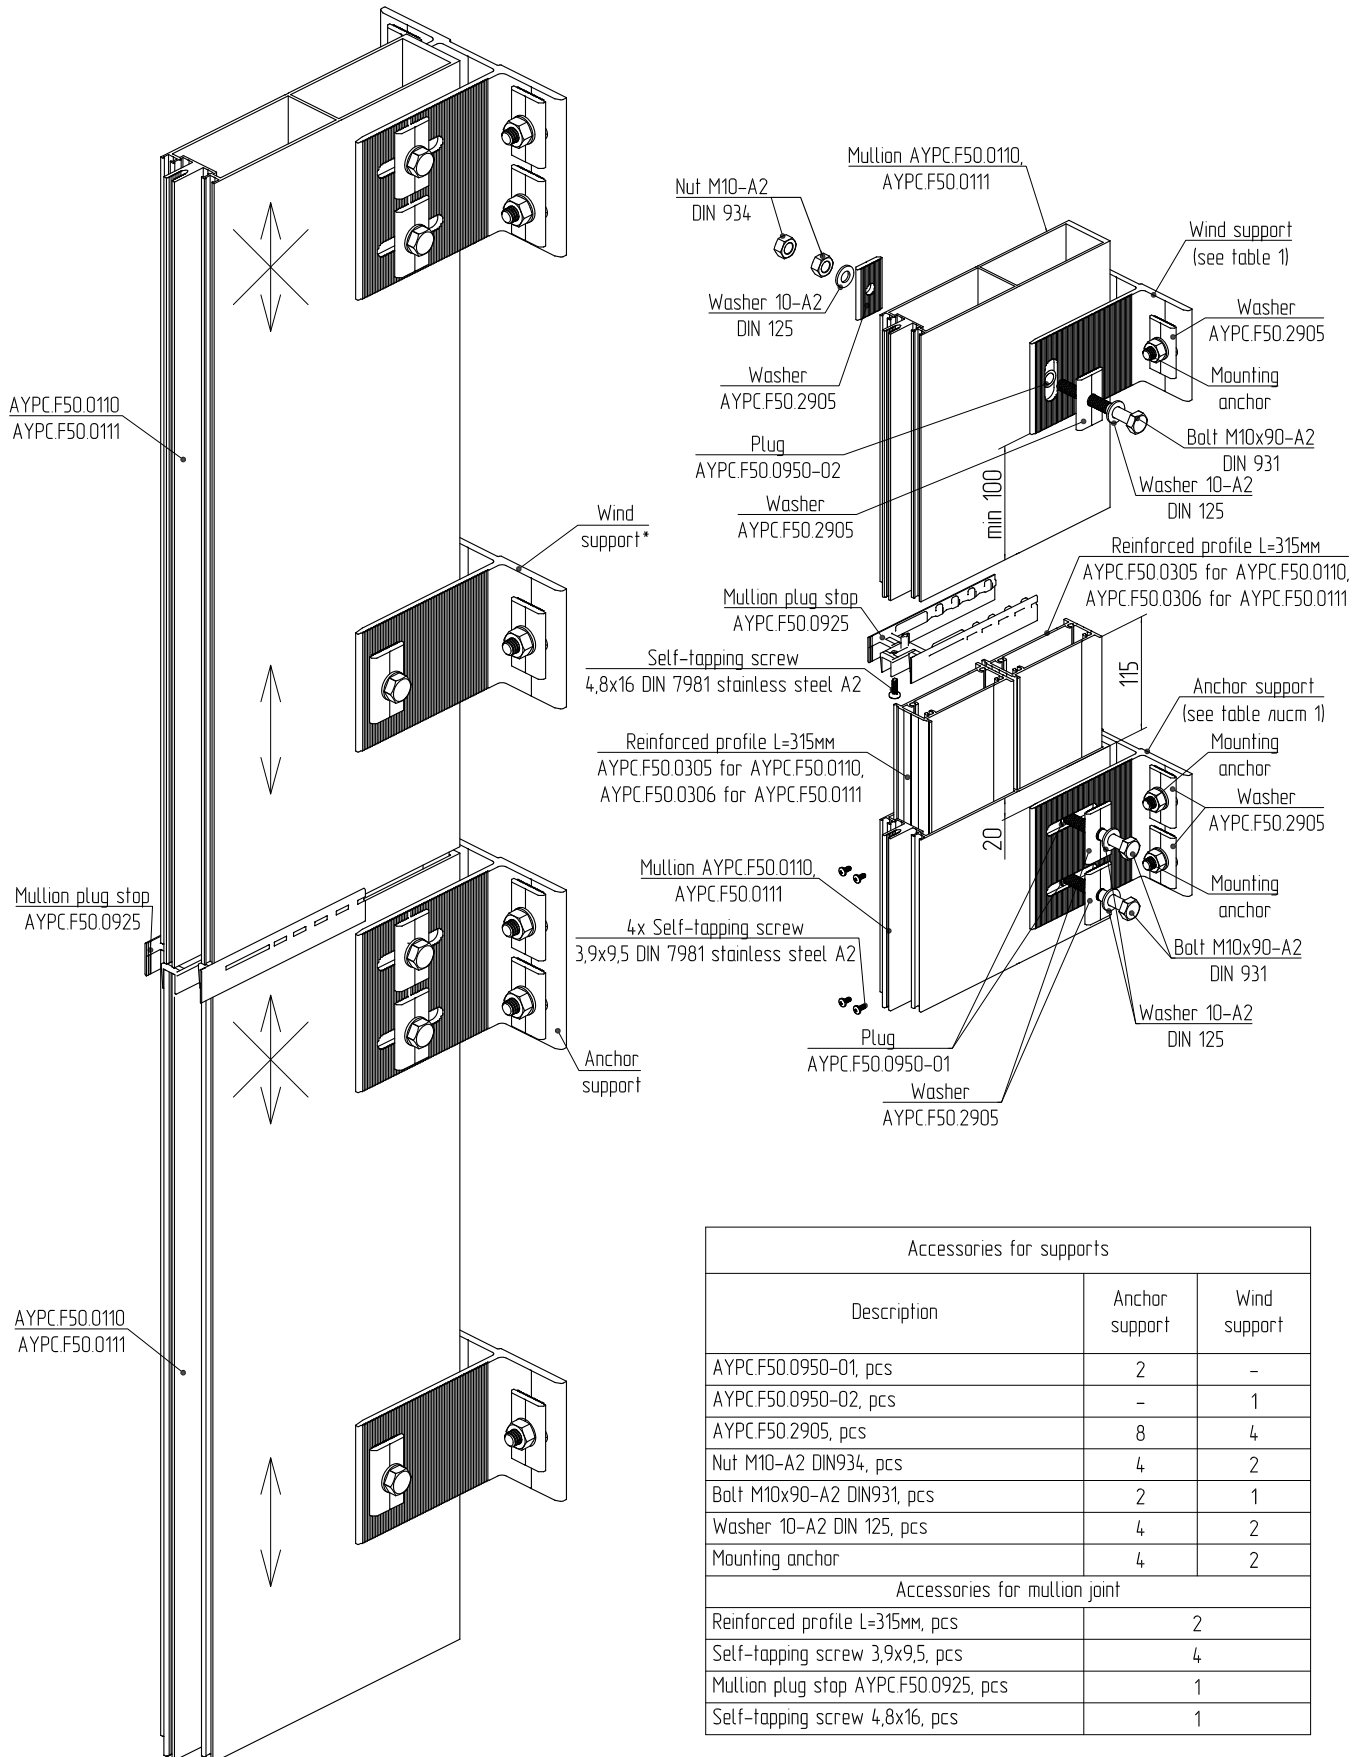 AYPC.F50.0110
AYPC.F50.0111
Wind
support*
Mullion plug stop
AYPC.F50.0925
Anchor
support
AYPC.F50.0110
AYPC.F50.0111
Mullion AYPC.F50.0110,
AYPC.F50.0111
Nut M10-A2
DIN 934
Wind support
(see table 1)
Washer 10-A2
DIN 125
Washer
AYPC.F50.2905
Washer
AYPC.F50.2905
Mounting
anchor
Plug
AYPC.F50.0950-02
Bolt M10x90-A2
DIN 931
Washer
AYPC.F50.2905
min 100
Washer 10-A2
DIN 125
Reinforced profile L=315мм
AYPC.F50.0305 for AYPC.F50.0110,
AYPC.F50.0306 for AYPC.F50.0111
Mullion plug stop
AYPC.F50.0925
Self-tapping screw
4,8x16 DIN 7981 stainless steel A2
115
Anchor support
(see table лист 1)
Reinforced profile L=315мм
AYPC.F50.0305 for AYPC.F50.0110,
AYPC.F50.0306 for AYPC.F50.0111
Mounting
anchor
Washer
AYPC.F50.2905
20
Mullion AYPC.F50.0110,
AYPC.F50.0111
Mounting
anchor
4x Self-tapping screw
3,9x9,5 DIN 7981 stainless steel A2
Bolt M10x90-A2
DIN 931
Washer 10-A2
DIN 125
Plug
AYPC.F50.0950-01
Washer
AYPC.F50.2905
Accessories for supports
Description Anchor support Wind support
AYPC.F50.0950-01, pcs 2 -
AYPC.F50.0950-02, pcs - 1
AYPC.F50.2905, pcs 8 4
Nut M10-A2 DIN934, pcs 4 2
Bolt M10x90-A2 DIN931, pcs 2 1
Washer 10-A2 DIN 125, pcs 4 2
Mounting anchor 4 2
Accessories for mullion joint
Reinforced profile L=315мм, pcs 2
Self-tapping screw 3,9x9,5, pcs 4
Mullion plug stop AYPC.F50.0925, pcs 1
Self-tapping screw 4,8x16, pcs 1